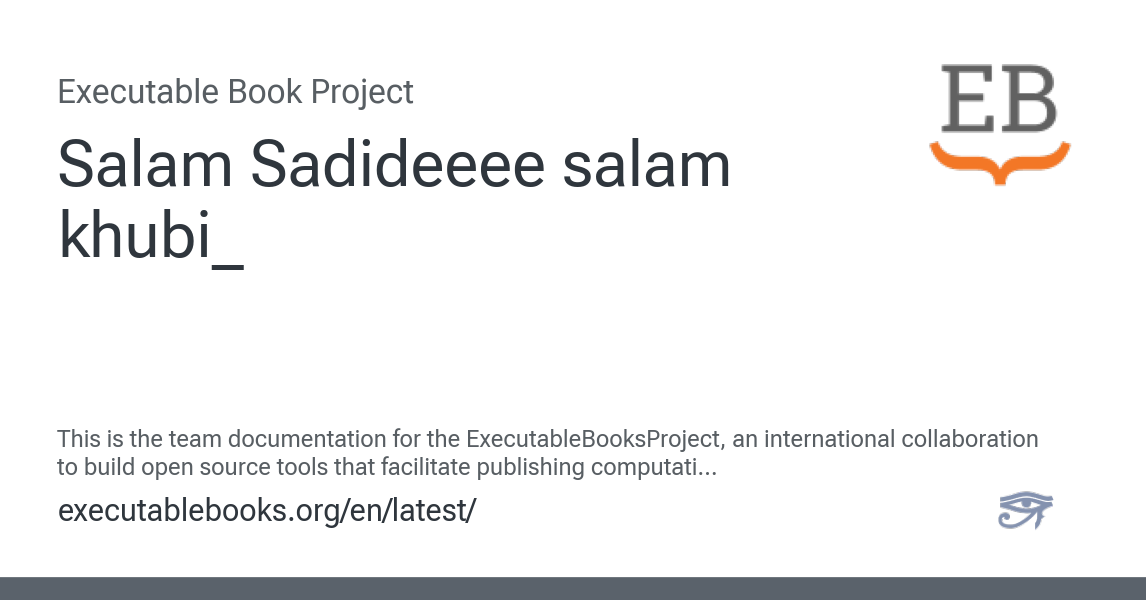 Executable Book Project
EB
Salam Sadideeee salam
khubi_
This is the team documentation for the ExecutableBooksProject, an international collaboration
to build open source tools that facilitate publishing computati...
executablebooks.org/en/latest/